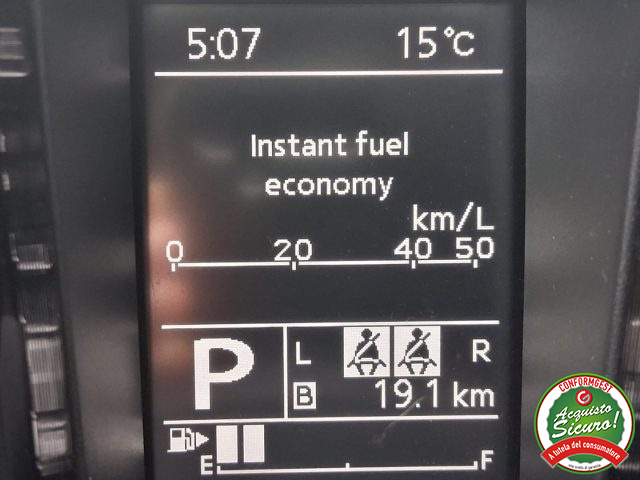 5:07 15°C
Instant fuel
economy
km/L
0 20 40 50
P L R
B 19.1 km
E F
CONFORMGEST
Acquisto
Sicuro!
A tutela del consumatore